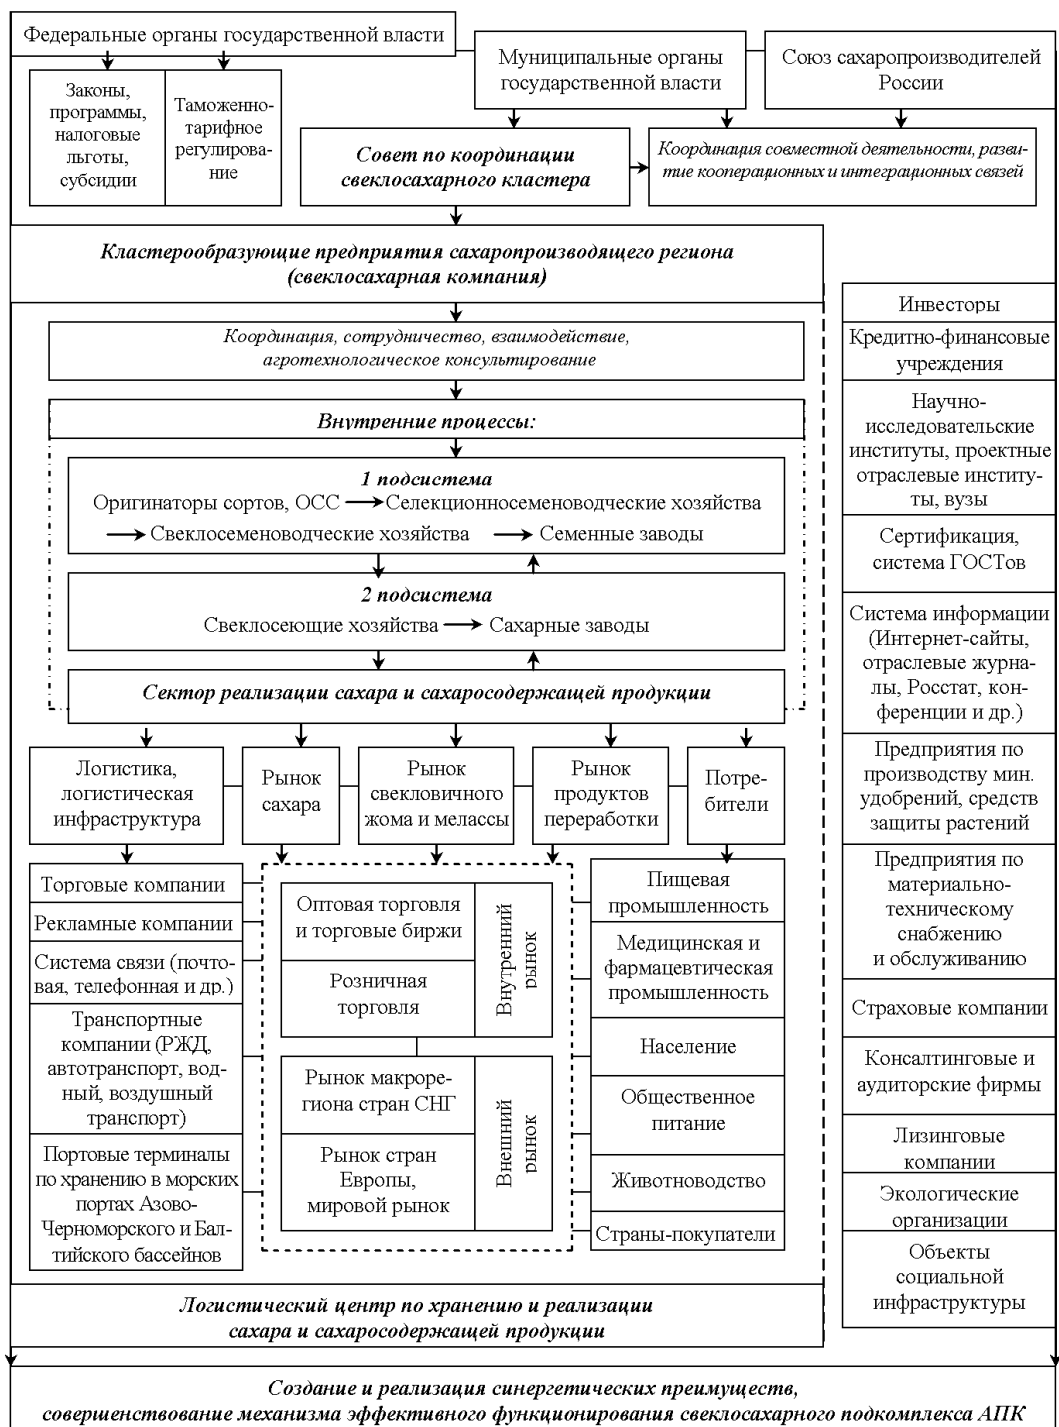 Федеральные органы государственной власти
Законы,
программы,
налоговые
льготы,
субсидии
Таможенно-
тарифное
регулирова-
ние
Муниципальные органы
государственной власти
Союз сахаропроизводителей
России
Совет по координации
свеклосахарного кластера
Координация совместной деятельности, разви-
тие кооперационных и интеграционных связей
Кластерообразующие предприятия сахаропроизводящего региона
(свеклосахарная компания)
Координация, сотрудничество, взаимодействие,
агротехнологическое консультирование
Внутренние процессы:
1 подсистема
Оригинаторы сортов, ОСС → Селекционносеменоводческие хозяйства
→ Свеклосеменоводческие хозяйства → Семенные заводы
2 подсистема
Свеклосеющие хозяйства → Сахарные заводы
Сектор реализации сахара и сахаросодержащей продукции
Логистика,
логистическая
инфраструктура
Рынок
сахара
Рынок
свекловичного
жома и мелассы
Рынок
продуктов
переработки
Потре-
бители
Торговые компании
Рекламные компании
Система связи (почто-
вая, телефонная и др.)
Транспортные
компании (РЖД,
автотранспорт, вод-
ный, воздушный
транспорт)
Портовые терминалы
по хранению в морских
портах Азово-
Черноморского и Бал-
тийского бассейнов
Оптовая торговля
и торговые биржи
Розничная
торговля
Внутренний
рынок
Рынок макроре-
гиона стран СНГ
Рынок стран
Европы,
мировой рынок
Внешний
рынок
Пищевая
промышленность
Медицинская и
фармацевтическая
промышленность
Население
Общественное
питание
Животноводство
Страны-покупатели
Инвесторы
Кредитно-финансовые
учреждения
Научно-
исследовательские
институты, проектные
отраслевые институ-
ты, вузы
Сертификация,
система ГОСТов
Система информации
(Интернет-сайты,
отраслевые журна-
лы, Росстат, кон-
ференции и др.)
Предприятия по
производству мин.
удобрений, средств
защиты растений
Предприятия по
материально-
техническому
снабжению
и обслуживанию
Страховые компании
Консалтинговые и
аудиторские фирмы
Лизинговые
компании
Экологические
организации
Объекты
социальной
инфраструктуры
Логистический центр по хранению и реализации
сахара и сахаросодержащей продукции
Создание и реализация синергетических преимуществ,
совершенствование механизма эффективного функционирования свеклосахарного подкомплекса АПК